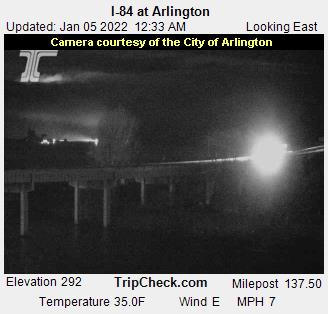 I-84 at Arlington
Updated: Jan 05 2022 12:33 AM Looking East
Camera courtesy of the City of Arlington
Elevation 292 TripCheck.com Milepost 137.50
Temperature 35.0F Wind E MPH 7